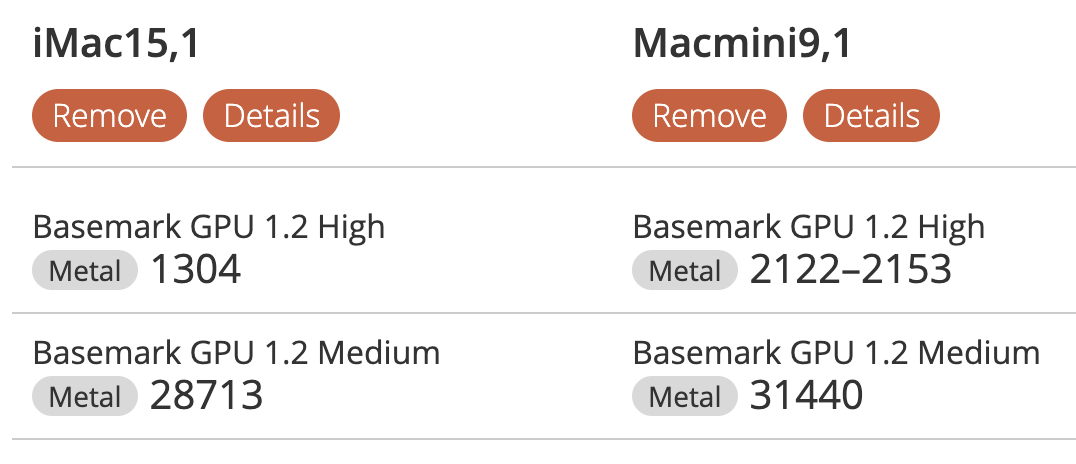 iMac15,1 Macmini9,1
Remove Details Remove Details
Basemark GPU 1.2 High Basemark GPU 1.2 High
Metal 1304 Metal 2122–2153
Basemark GPU 1.2 Medium Basemark GPU 1.2 Medium
Metal 28713 Metal 31440